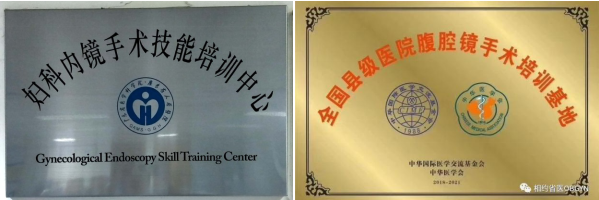 妇科内镜手术技能培训中心
Gynecological Endoscopy Skill Training Center
全国县级医院腹腔镜手术培训基地
中华国际医学交流基金会
中华医学会
2019-2021
相约省医OBGYN